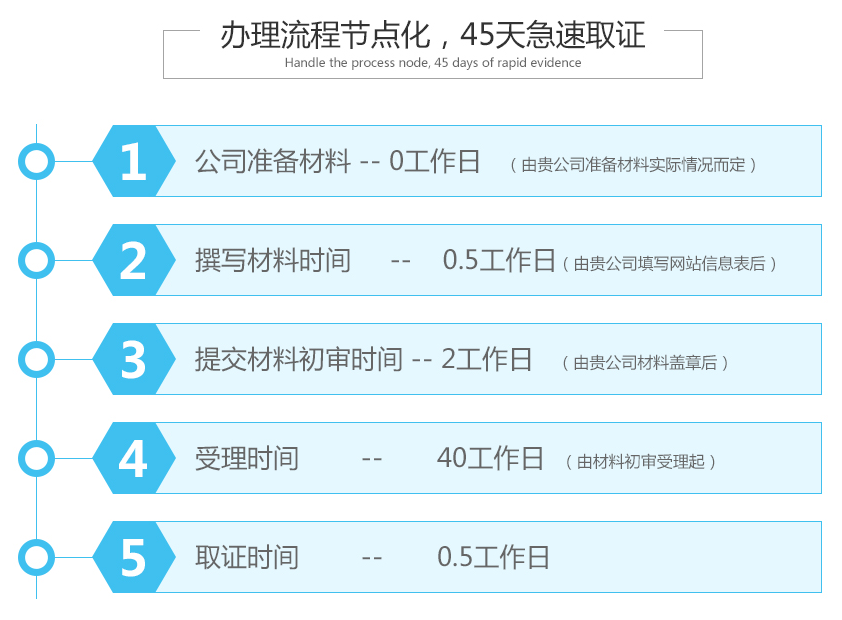 办理流程节点化，45天急速取证
Handle the process node, 45 days of rapid evidence
1 公司准备材料 -- 0工作日 （由贵公司准备材料实际情况而定）
2 撰写材料时间 -- 0.5工作日（由贵公司填写网站信息表后）
3 提交材料初审时间 -- 2工作日 （由贵公司材料盖章后）
4 受理时间 -- 40工作日 （由材料初审受理起）
5 取证时间 -- 0.5工作日